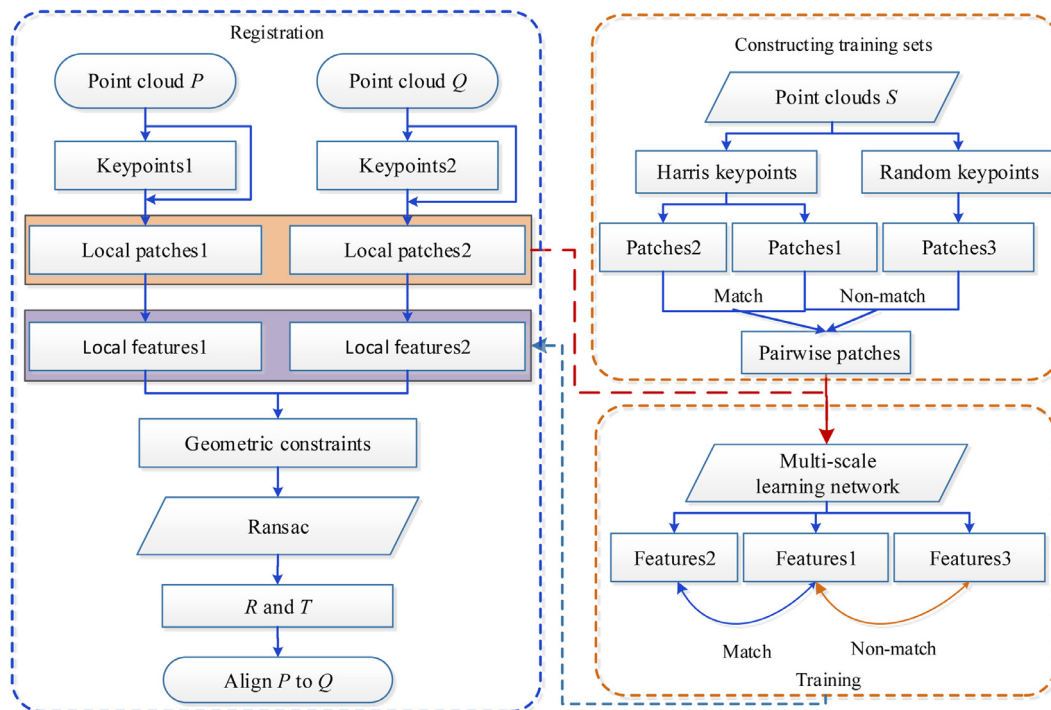 Registration
Point cloud P
Point cloud Q
Keypoints1
Keypoints2
Local patches1
Local patches2
Local features1
Local features2
Geometric constraints
Ransac
R and T
Align P to Q
Constructing training sets
Point clouds S
Harris keypoints
Random keypoints
Patches2
Patches1
Patches3
Match
Non-match
Pairwise patches
Multi-scale
learning network
Features2
Features1
Features3
Match
Non-match
Training